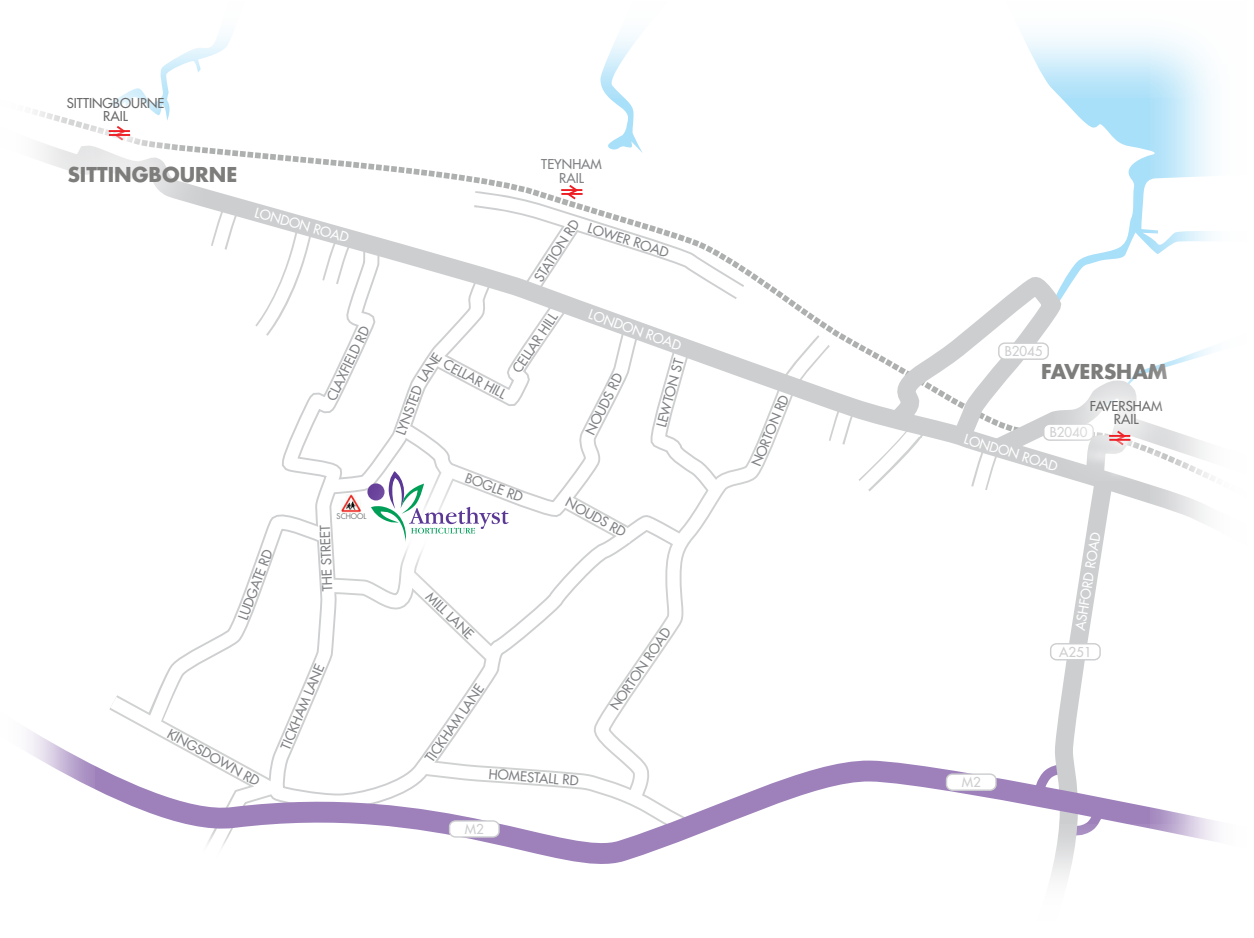 SITTINGBOURNE
RAIL
SITTINGBOURNE
TEYNHAM
RAIL
LONDON ROAD
STATION RD
LOWER ROAD
LONDON ROAD
CELLAR HILL
CLAXFIELD RD
LYNSTED LANE
CELLAR HILL
NOUDS RD
LEWTON ST
NORTON RD
B2045
FAVERSHAM
FAVERSHAM
RAIL
B2040
LONDON ROAD
BOGLE RD
NOUDS RD
SCHOOL
Amethyst
HORTICULTURE
THE STREET
LUDGATE RD
MILL LANE
ASHFORD ROAD
A251
NORTON ROAD
TICKHAM LANE
TICKHAM LANE
KINGSDOWN RD
HOMESTALL RD
M2
M2